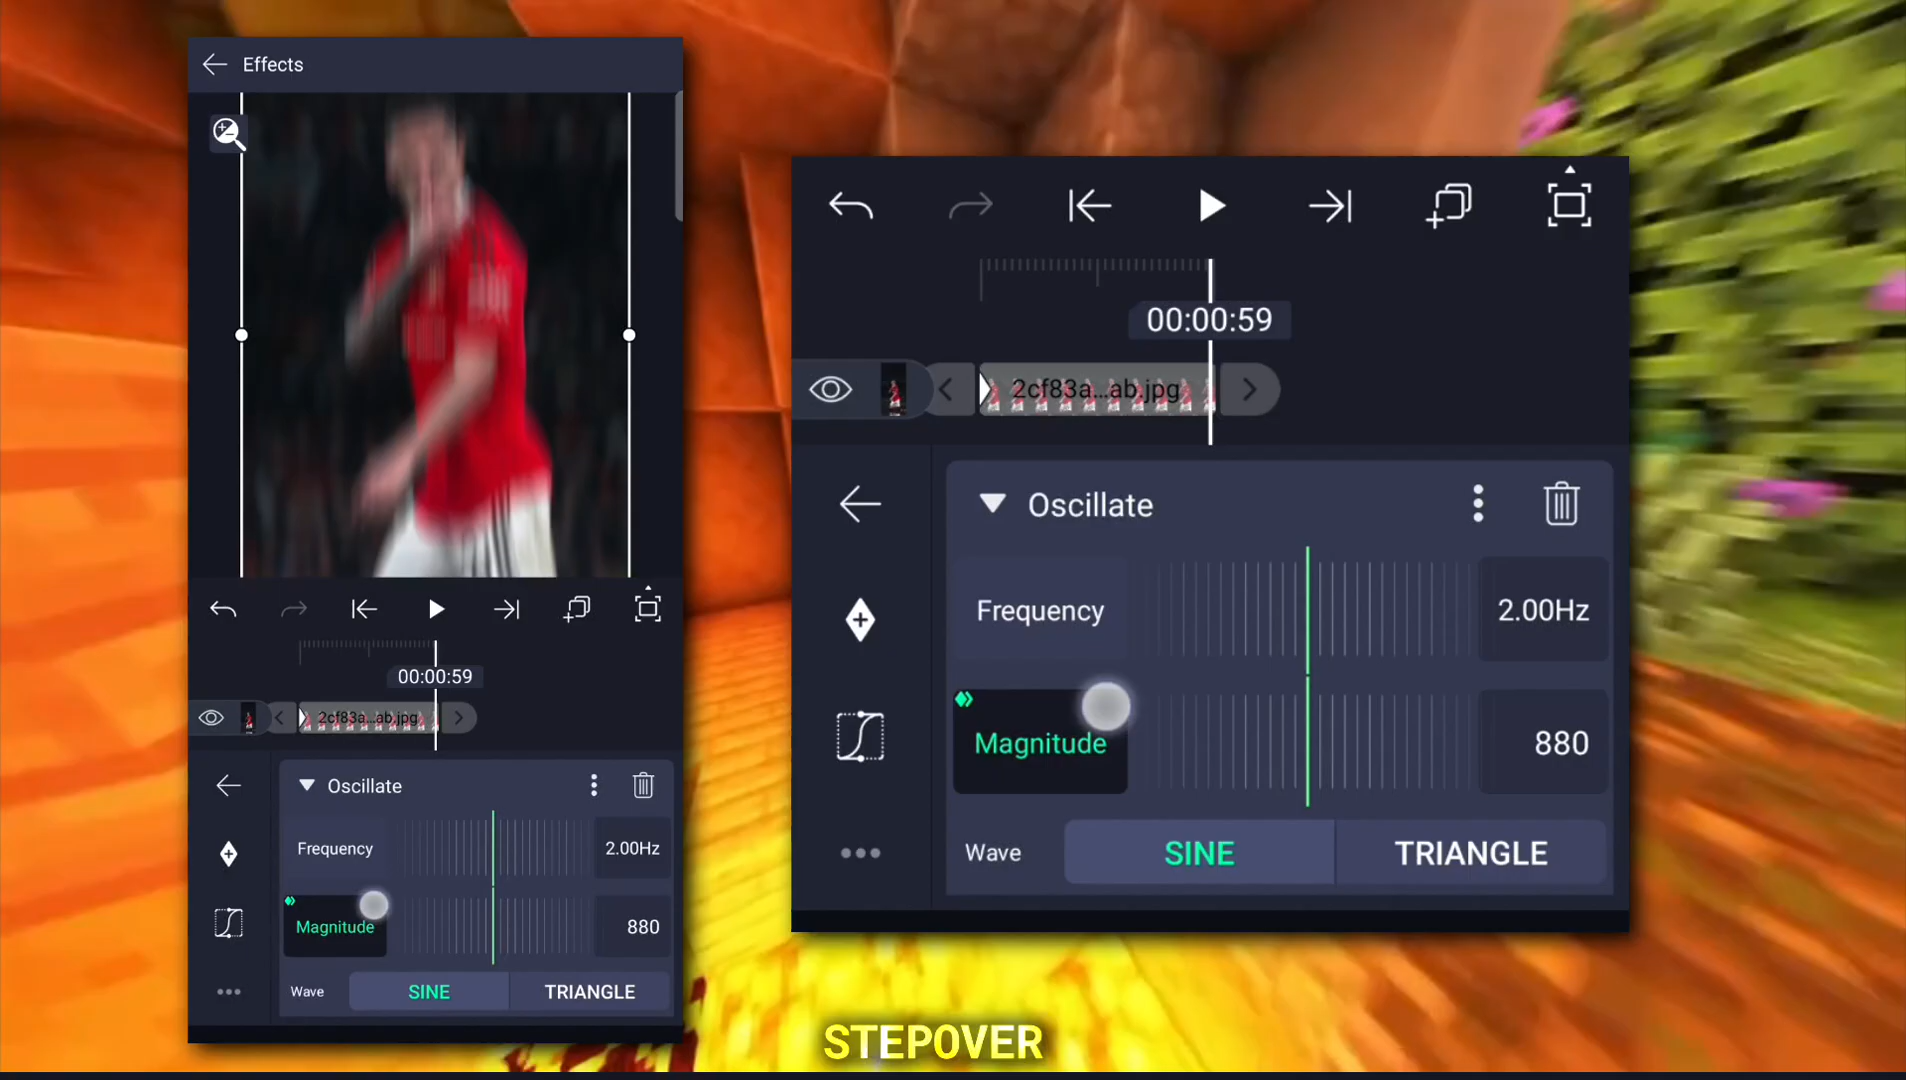 Effects
00:00:59
2cf83a...ab.jpg
Oscillate
Frequency
2.00Hz
Magnitude
880
Wave
SINE
TRIANGLE
00:00:59
2cf83a...ab.jpg
Oscillate
Frequency
2.00Hz
Magnitude
880
Wave
SINE
TRIANGLE
STEPOVER